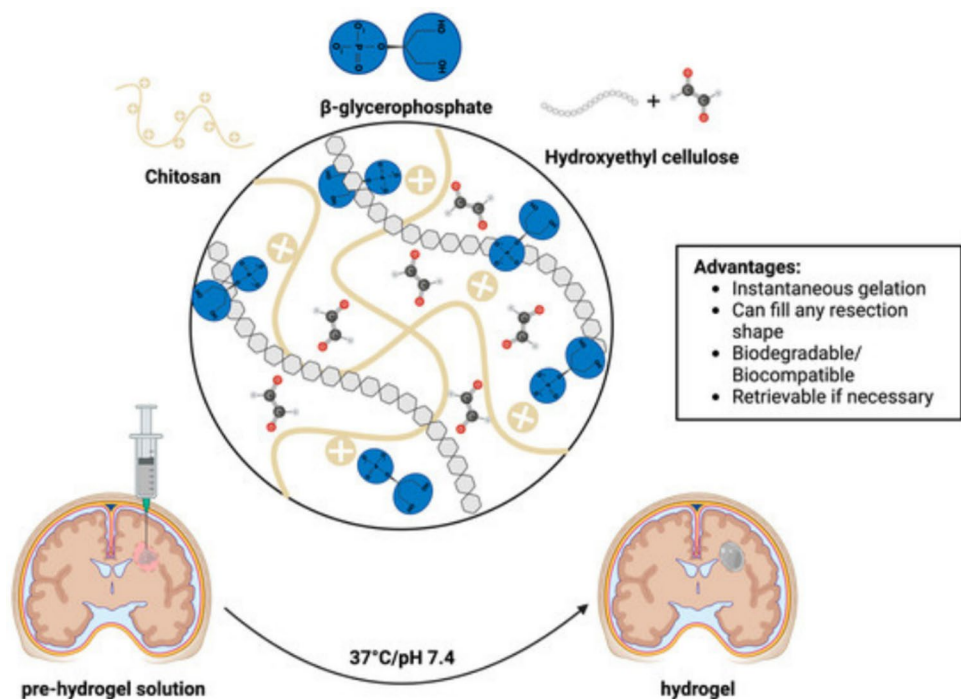 β-glycerophosphate
+
Hydroxyethyl cellulose
Chitosan
Advantages:
• Instantaneous gelation
• Can fill any resection
shape
• Biodegradable/
Biocompatible
• Retrievable if necessary
37°C/pH 7.4
pre-hydrogel solution
hydrogel